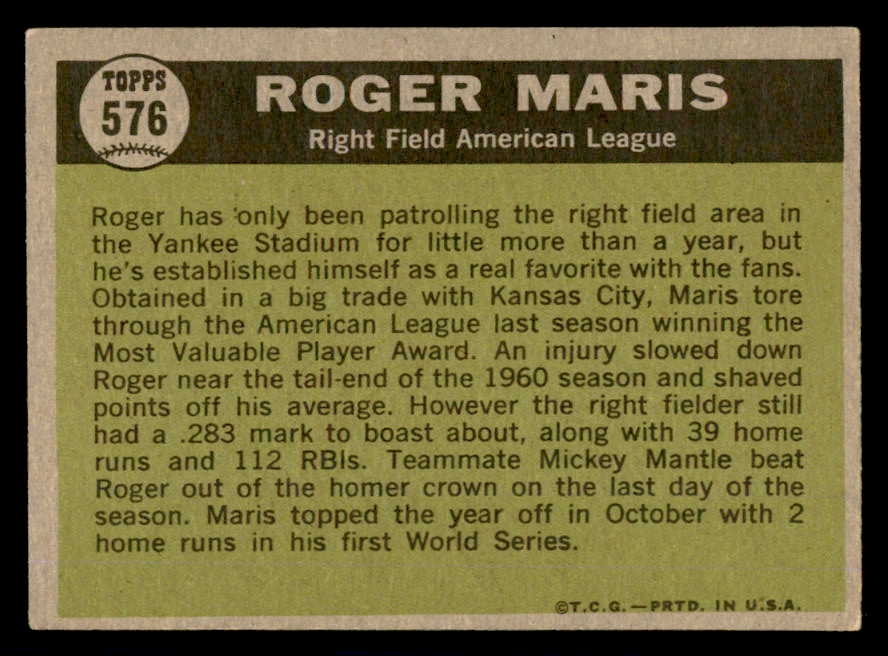 TOPPS
576
ROGER MARIS
Right Field American League
Roger has only been patrolling the right field area in
the Yankee Stadium for little more than a year, but
he's established himself as a real favorite with the fans.
Obtained in a big trade with Kansas City, Maris tore
through the American League last season winning the
Most Valuable Player Award. An injury slowed down
Roger near the tail-end of the 1960 season and shaved
points off his average. However the right fielder still
had a .283 mark to boast about, along with 39 home
runs and 112 RBIs. Teammate Mickey Mantle beat
Roger out of the homer crown on the last day of the
season. Maris topped the year off in October with 2
home runs in his first World Series.
©T.C.G.—PRTD. IN U.S.A.